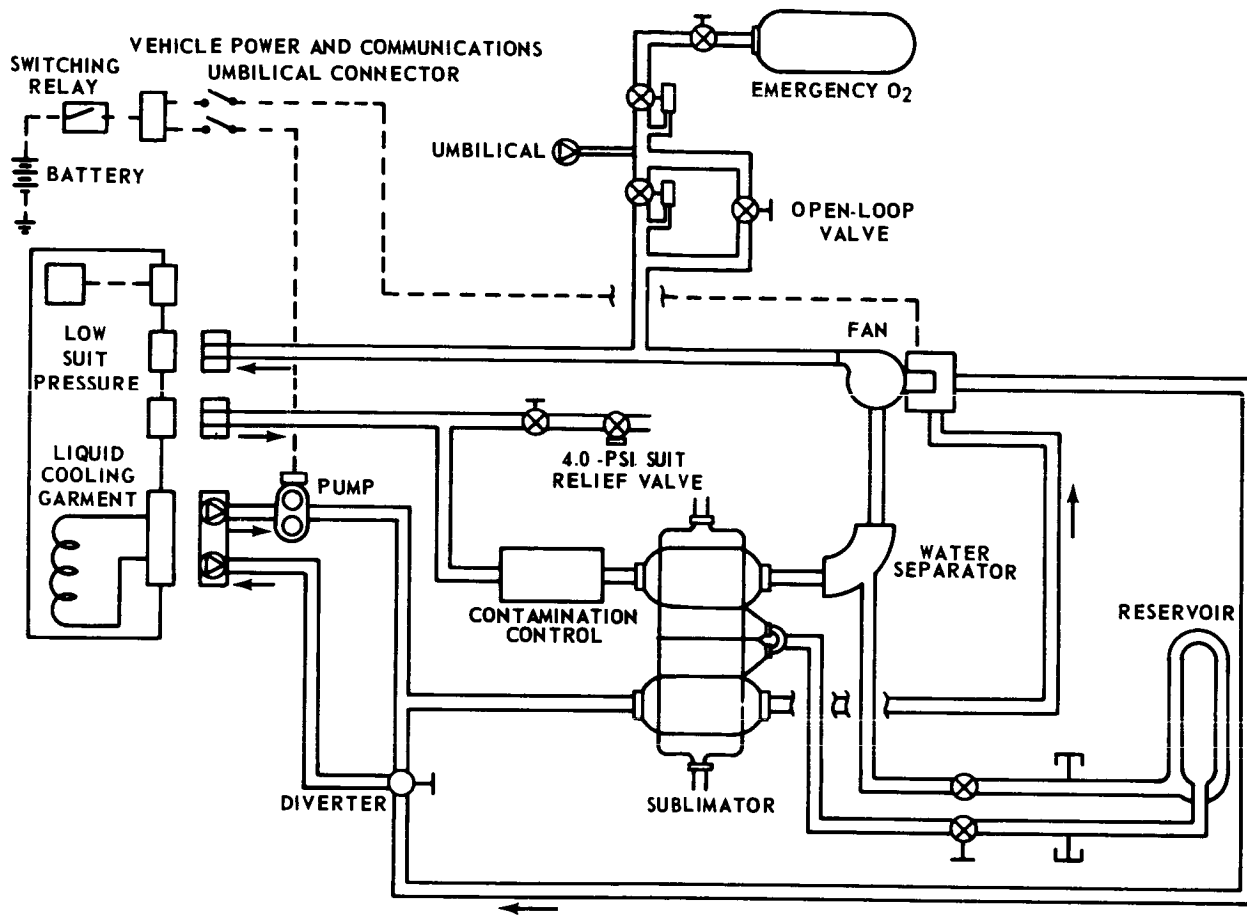 VEHICLE POWER AND COMMUNICATIONS
UMBILICAL CONNECTOR
SWITCHING
RELAY
EMERGENCY O2
UMBILICAL
BATTERY
OPEN-LOOP
VALVE
LOW
SUIT
PRESSURE
FAN
LIQUID
COOLING
GARMENT
4.0 -PSI. SUIT
RELIEF VALVE
PUMP
WATER
SEPARATOR
CONTAMINATION
CONTROL
RESERVOIR
DIVERTER
SUBLIMATOR